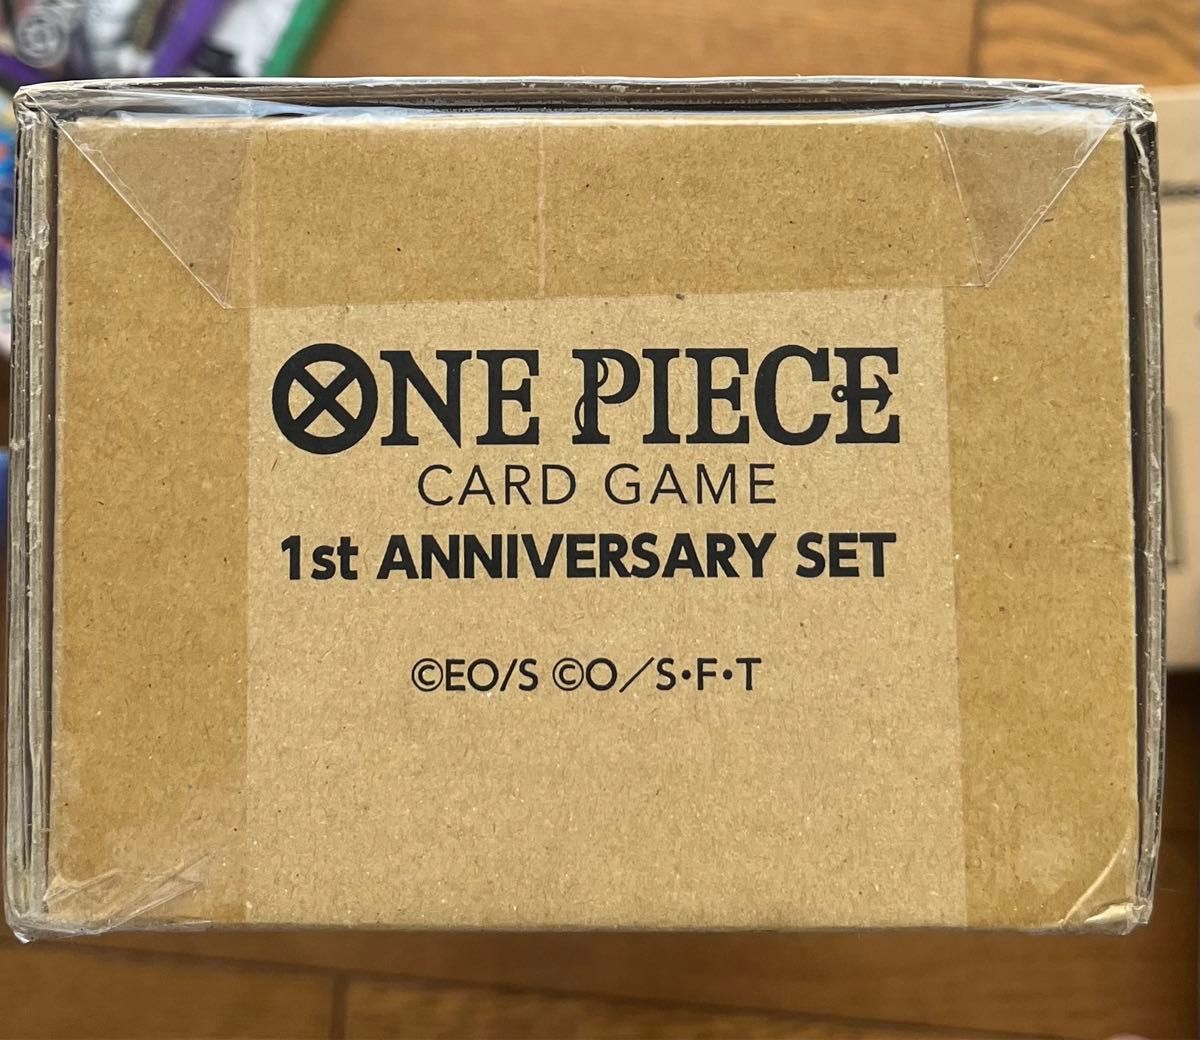 ONE PIECE
CARD GAME
1st ANNIVERSARY SET
©EO/S ©O／S・F・T